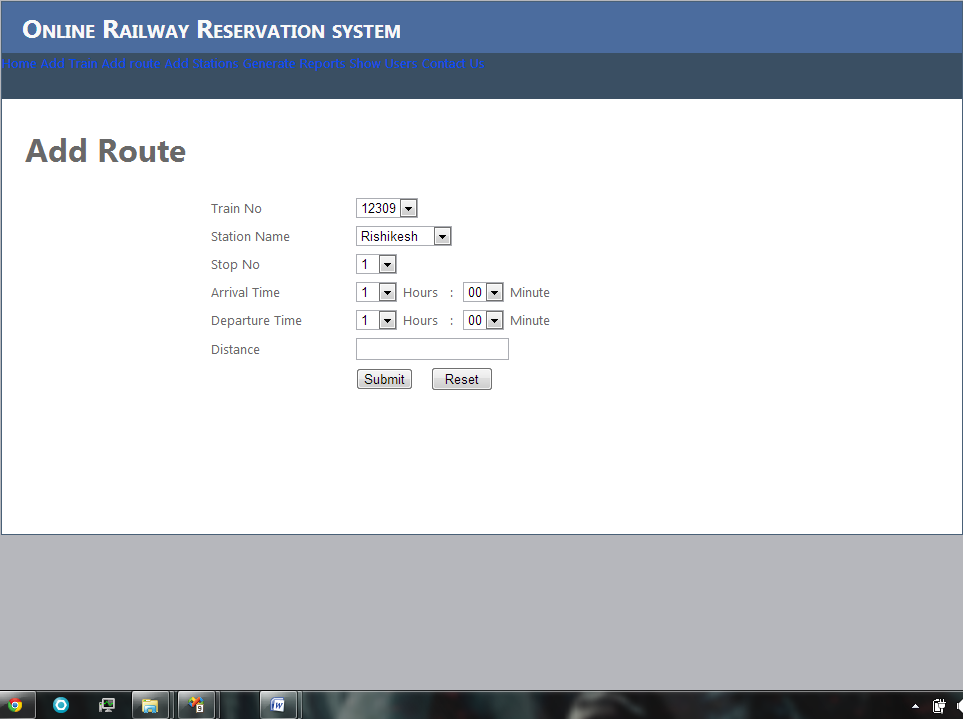 ONLINE RAILWAY RESERVATION SYSTEM
Home Add Train Add route Add Stations Generate Reports Show Users Contact Us
Add Route
Train No 12309
Station Name Rishikesh
Stop No 1
Arrival Time 1 Hours : 00 Minute
Departure Time 1 Hours : 00 Minute
Distance
Submit Reset